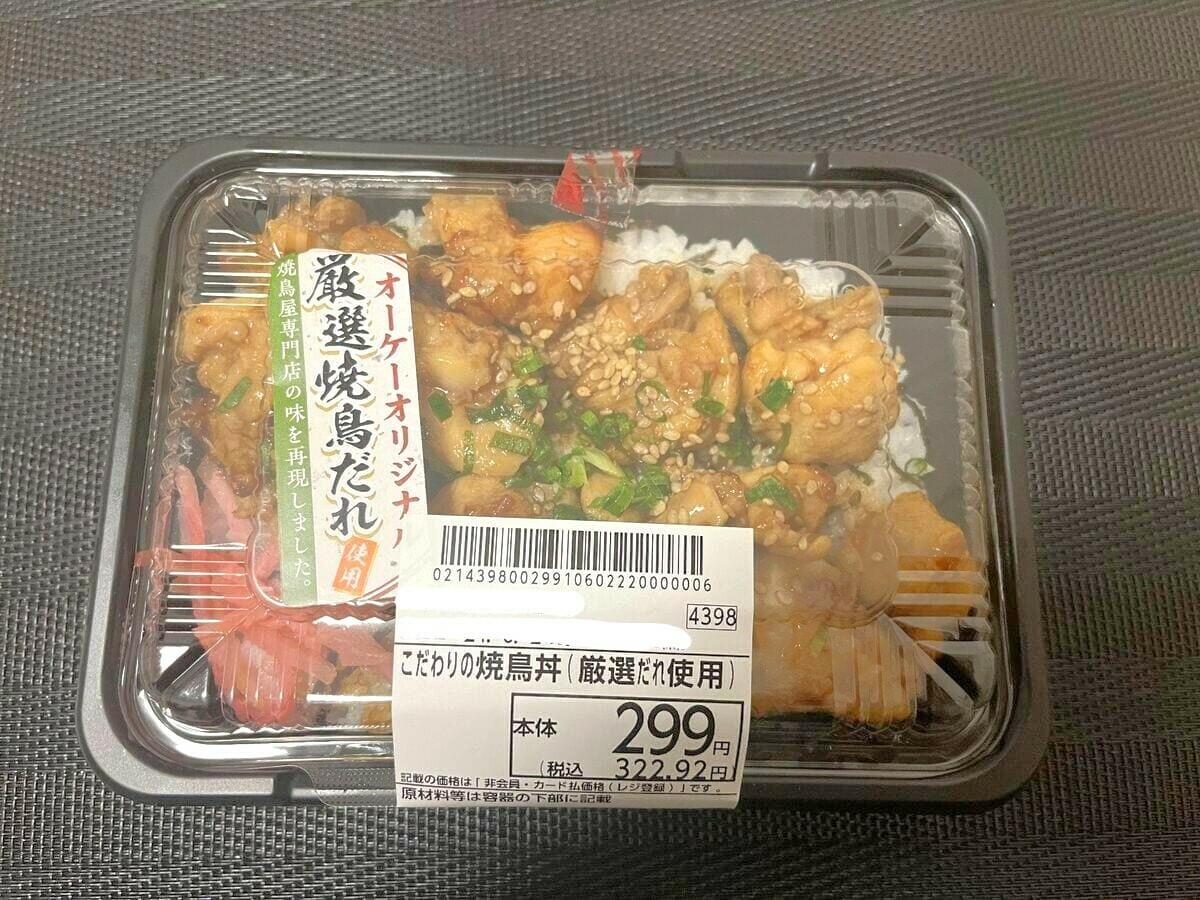 オーケーオリジナル
厳選焼鳥だれ
使用
焼鳥屋専門店の味を再現しました。
02143980029910602220000006
4398
こだわりの焼鳥丼(厳選だれ使用)
本体 299円
(税込 322.92円
記載の価格は「非会員・カード払価格(レジ登録)」です。
原材料等は容器の下部に記載